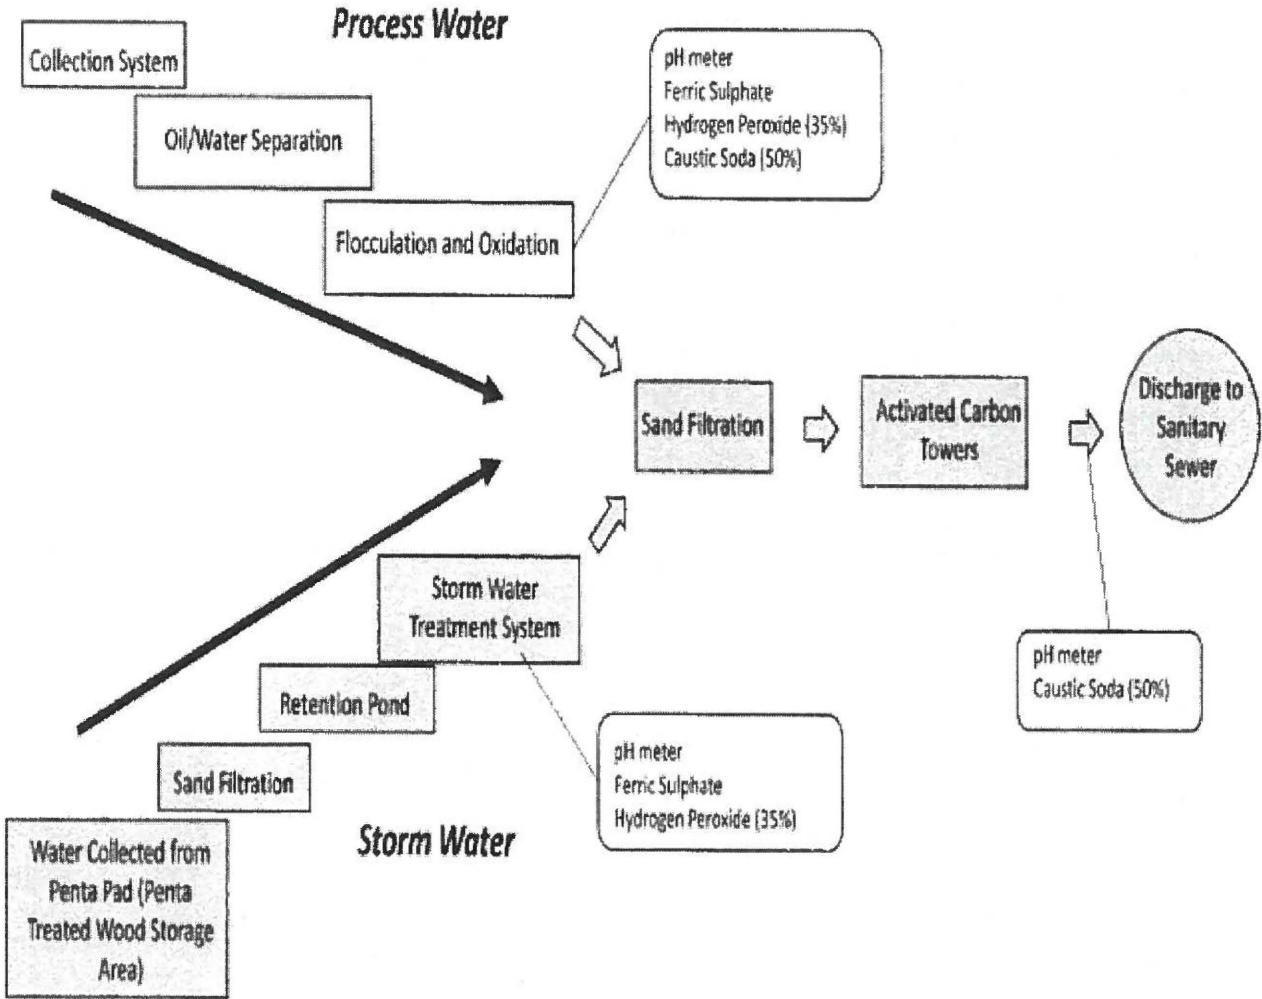 Process Water
Collection System
Oil/Water Separation
Flocculation and Oxidation
pH meter
Ferric Sulphate
Hydrogen Peroxide (35%)
Caustic Soda (50%)
Sand Filtration
Activated Carbon
Towers
Discharge to
Sanitary
Sewer
pH meter
Caustic Soda (50%)
Storm Water
Treatment System
Retention Pond
Sand Filtration
Water Collected from
Penta Pad (Penta
Treated Wood Storage
Area)
pH meter
Ferric Sulphate
Hydrogen Peroxide (35%)
Storm Water